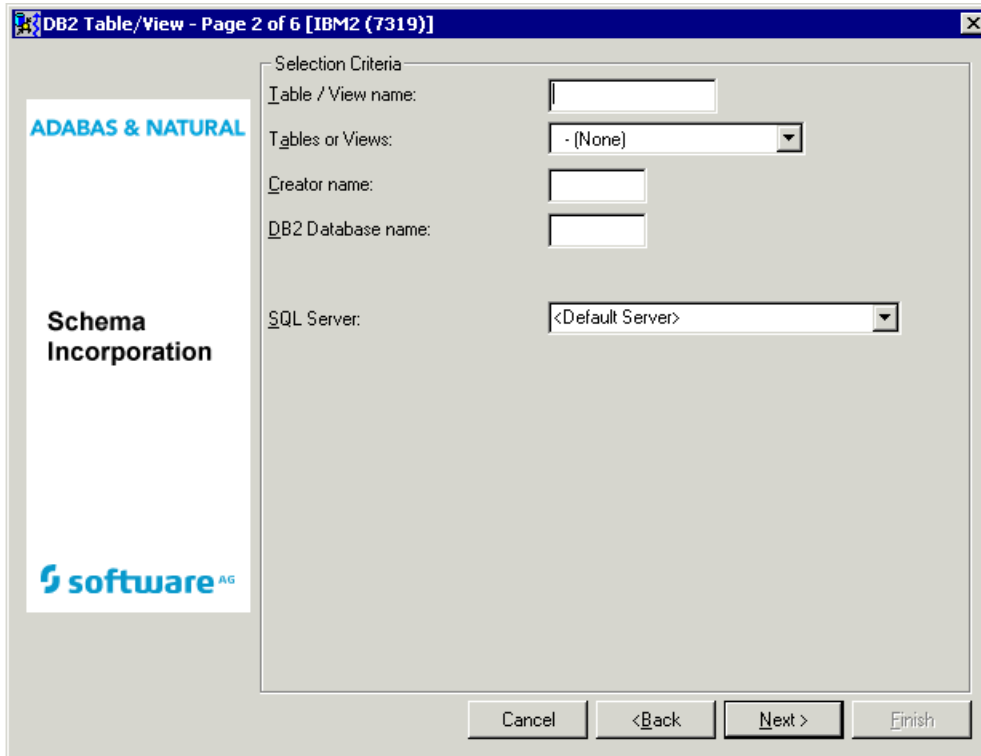 DB2 Table/View - Page 2 of 6 [IBM2 (7319)]
Selection Criteria
Table / View name:
ADABAS & NATURAL
Tables or Views: - (None)
Creator name:
DB2 Database name:
Schema
Incorporation
SQL Server: <Default Server>
software AG
Cancel <Back Next > Finish